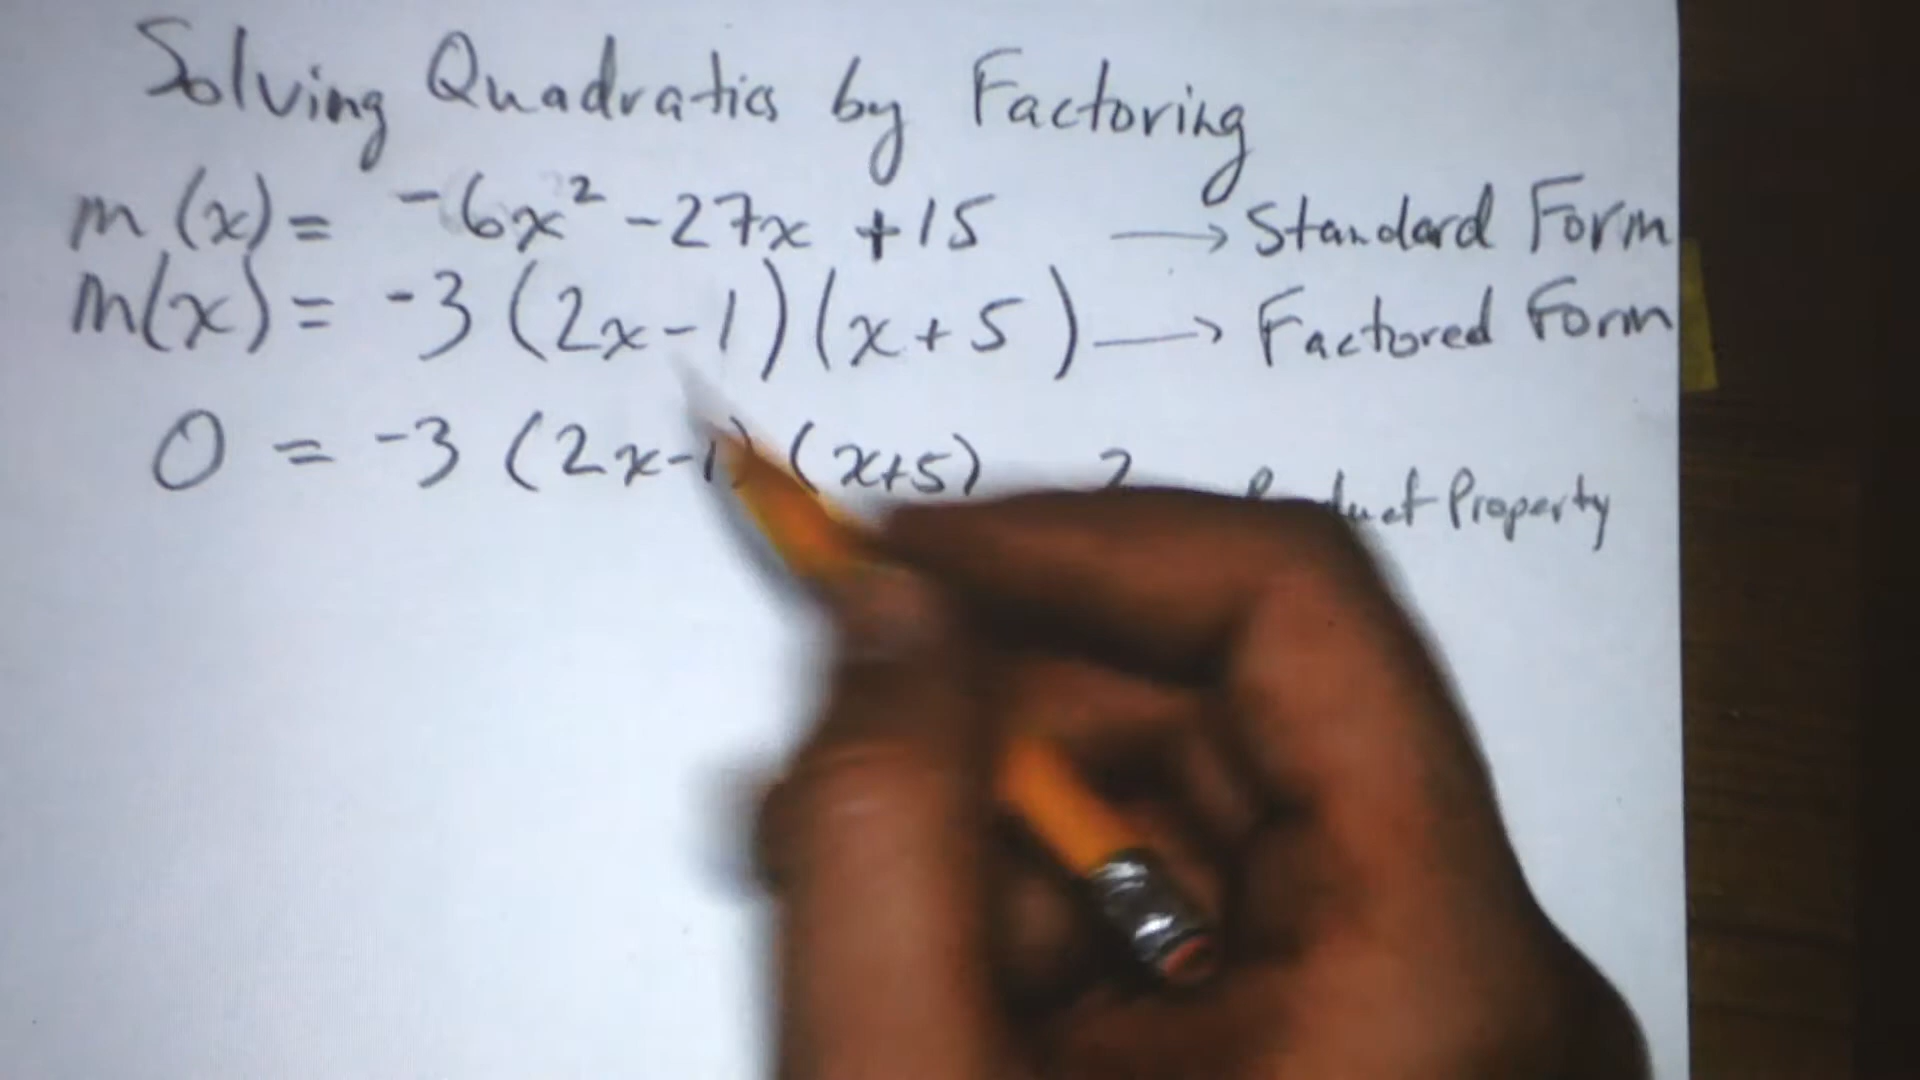 Solving Quadratics by Factoring
m(x) = -6x² -27x +15 → Standard Form
m(x) = -3(2x-1)(x+5) → Factored Form
0 = -3(2x-1)(x+5) Property